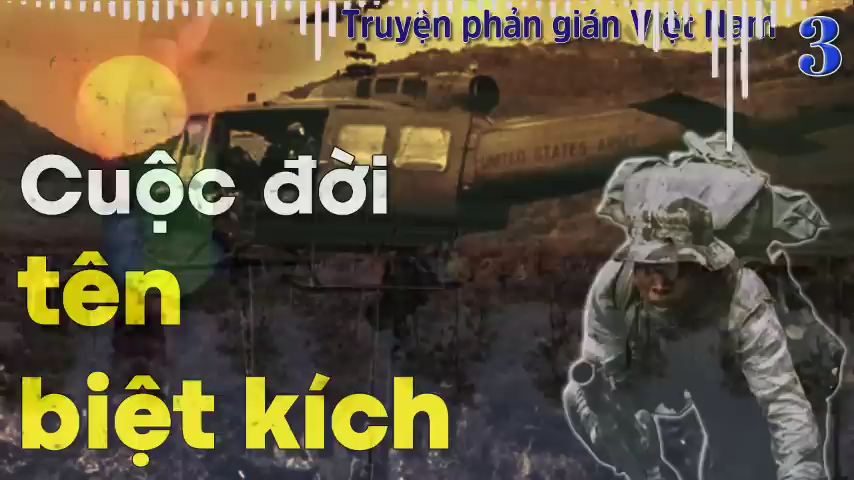 Truyện phản gián Việt Nam
3
UNITED STATES ARMY
Cuộc đời
tên
biệt kích